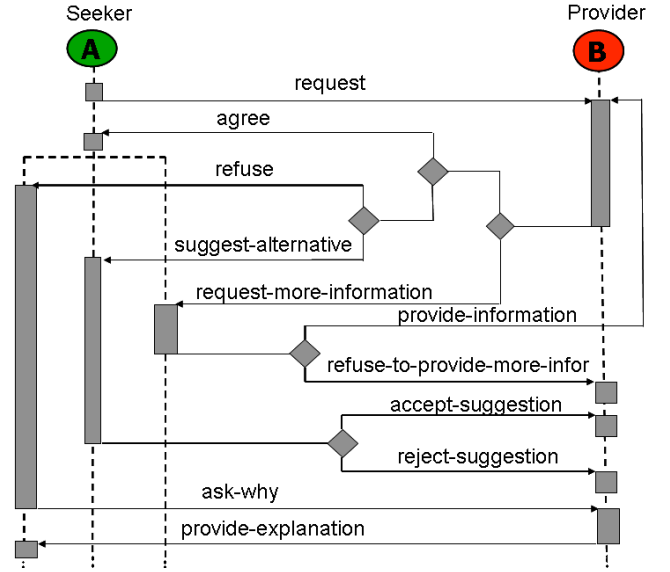 Seeker
Provider
A
B
request
agree
refuse
suggest-alternative
request-more-information
provide-information
refuse-to-provide-more-infor
accept-suggestion
reject-suggestion
ask-why
provide-explanation